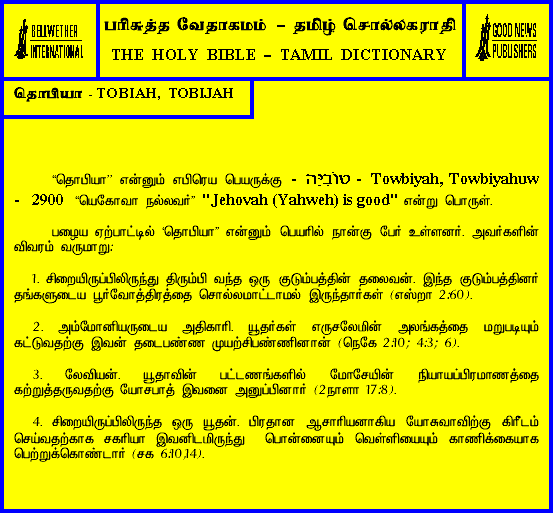 BELLWETHER
INTERNATIONAL
பரிசுத்த வேதாகமம் – தமிழ் சொல்லகராதி
THE HOLY BIBLE – TAMIL DICTIONARY
GOOD NEWS
PUBLISHERS
தொபியா - TOBIAH, TOBIJAH
“தொபியா” என்னும் எபிரெய பெயருக்கு - טוֹבִיָּה - Towbiyah, Towbiyahuw
- 2900 “யெகோவா நல்லவர்” "Jehovah (Yahweh) is good" என்று பொருள்.
பழைய ஏற்பாட்டில் “தொபியா” என்னும் பெயரில் நான்கு பேர் உள்ளனர். அவர்களின்
விவரம் வருமாறு:
1. சிறையிருப்பிலிருந்து திரும்பி வந்த ஒரு குடும்பத்தின் தலைவன். இந்த குடும்பத்தினர்
தங்களுடைய பூர்வோத்திரத்தை சொல்லமாட்டாமல் இருந்தார்கள் (எஸ்றா 2:60).
2. அம்மோனியருடைய அதிகாரி. யூதர்கள் எருசலேமின் அலங்கத்தை மறுபடியும்
கட்டுவதற்கு இவன் தடைபண்ண முயற்சிபண்ணினான் (நெகே 2:10; 4:3; 6).
3. லேவியன். யூதாவின் பட்டணங்களில் மோசேயின் நியாயப்பிரமாணத்தை
கற்றுத்தருவதற்கு யோசபாத் இவனை அனுப்பினார் (2நாளா 17:8).
4. சிறையிருப்பிலிருந்த ஒரு யூதன். பிரதான ஆசாரியனாகிய யோசுவாவிற்கு கிரீடம்
செய்வதற்காக சகரியா இவனிடமிருந்து பொன்னையும் வெள்ளியையும் காணிக்கையாக
பெற்றுக்கொண்டார் (சக 6:10,14).